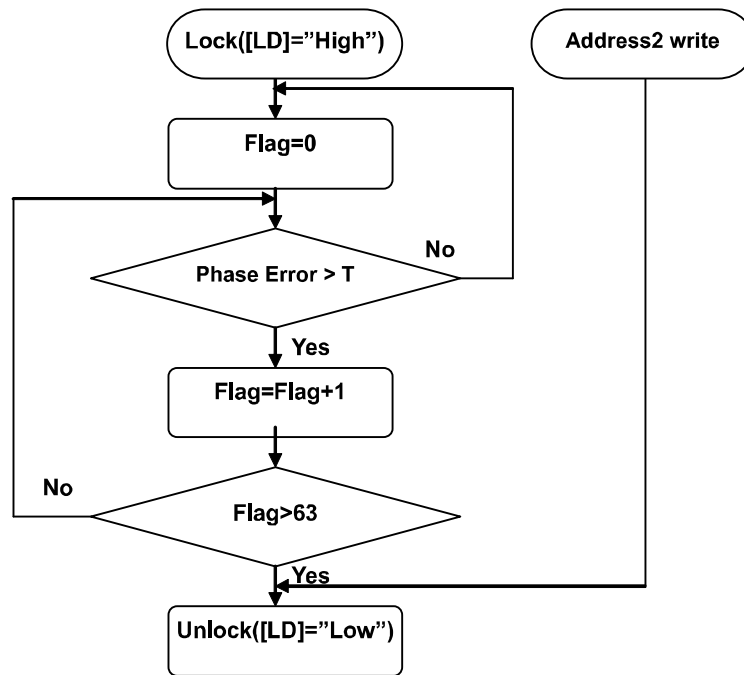 Lock([LD]=”High”)
Address2 write
Flag=0
No
Phase Error > T
Yes
Flag=Flag+1
No
Flag>63
Yes
Unlock([LD]=”Low”)